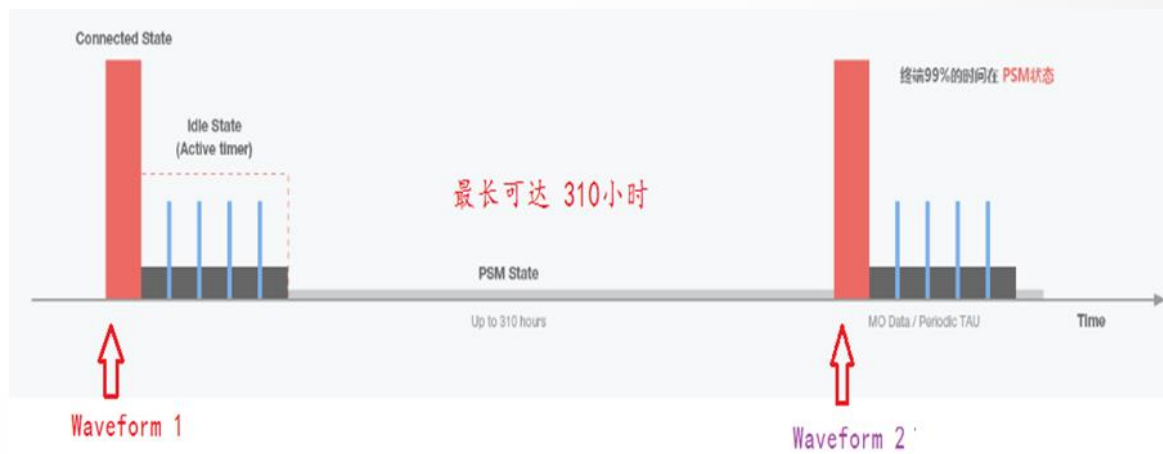 Connected State
终端99%的时间在 PSM状态
Idle State
(Active timer)
最长可达 310小时
PSM State
Up to 310 hours
MO Data / Periodic TAU
Time
Waveform 1
Waveform 2